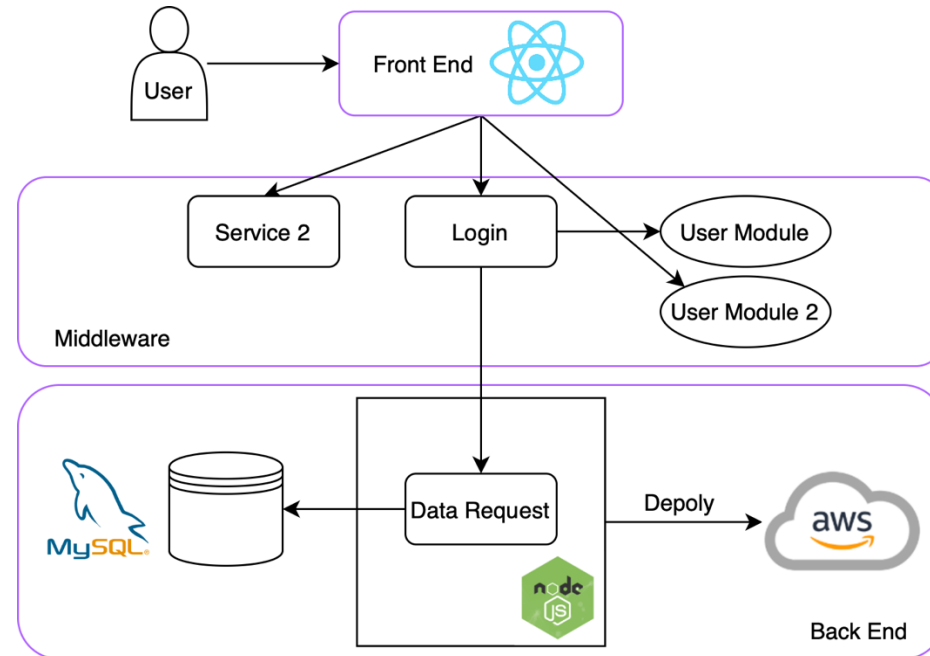 User
Front End
Service 2
Login
User Module
User Module 2
Middleware
MySQL®
Data Request
Depoly
aws
node
JS
Back End